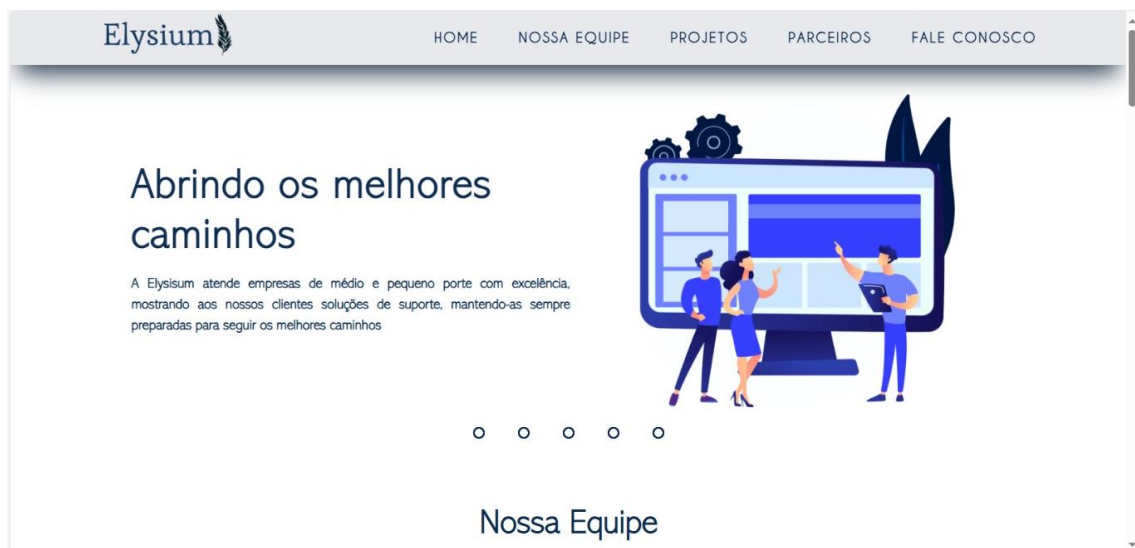 Elysium
HOME NOSSA EQUIPE PROJETOS PARCEIROS FALE CONOSCO
Abrindo os melhores
caminhos
A Elysisum atende empresas de médio e pequeno porte com excelência,
mostrando aos nossos clientes soluções de suporte, mantendo-as sempre
preparadas para seguir os melhores caminhos
Nossa Equipe